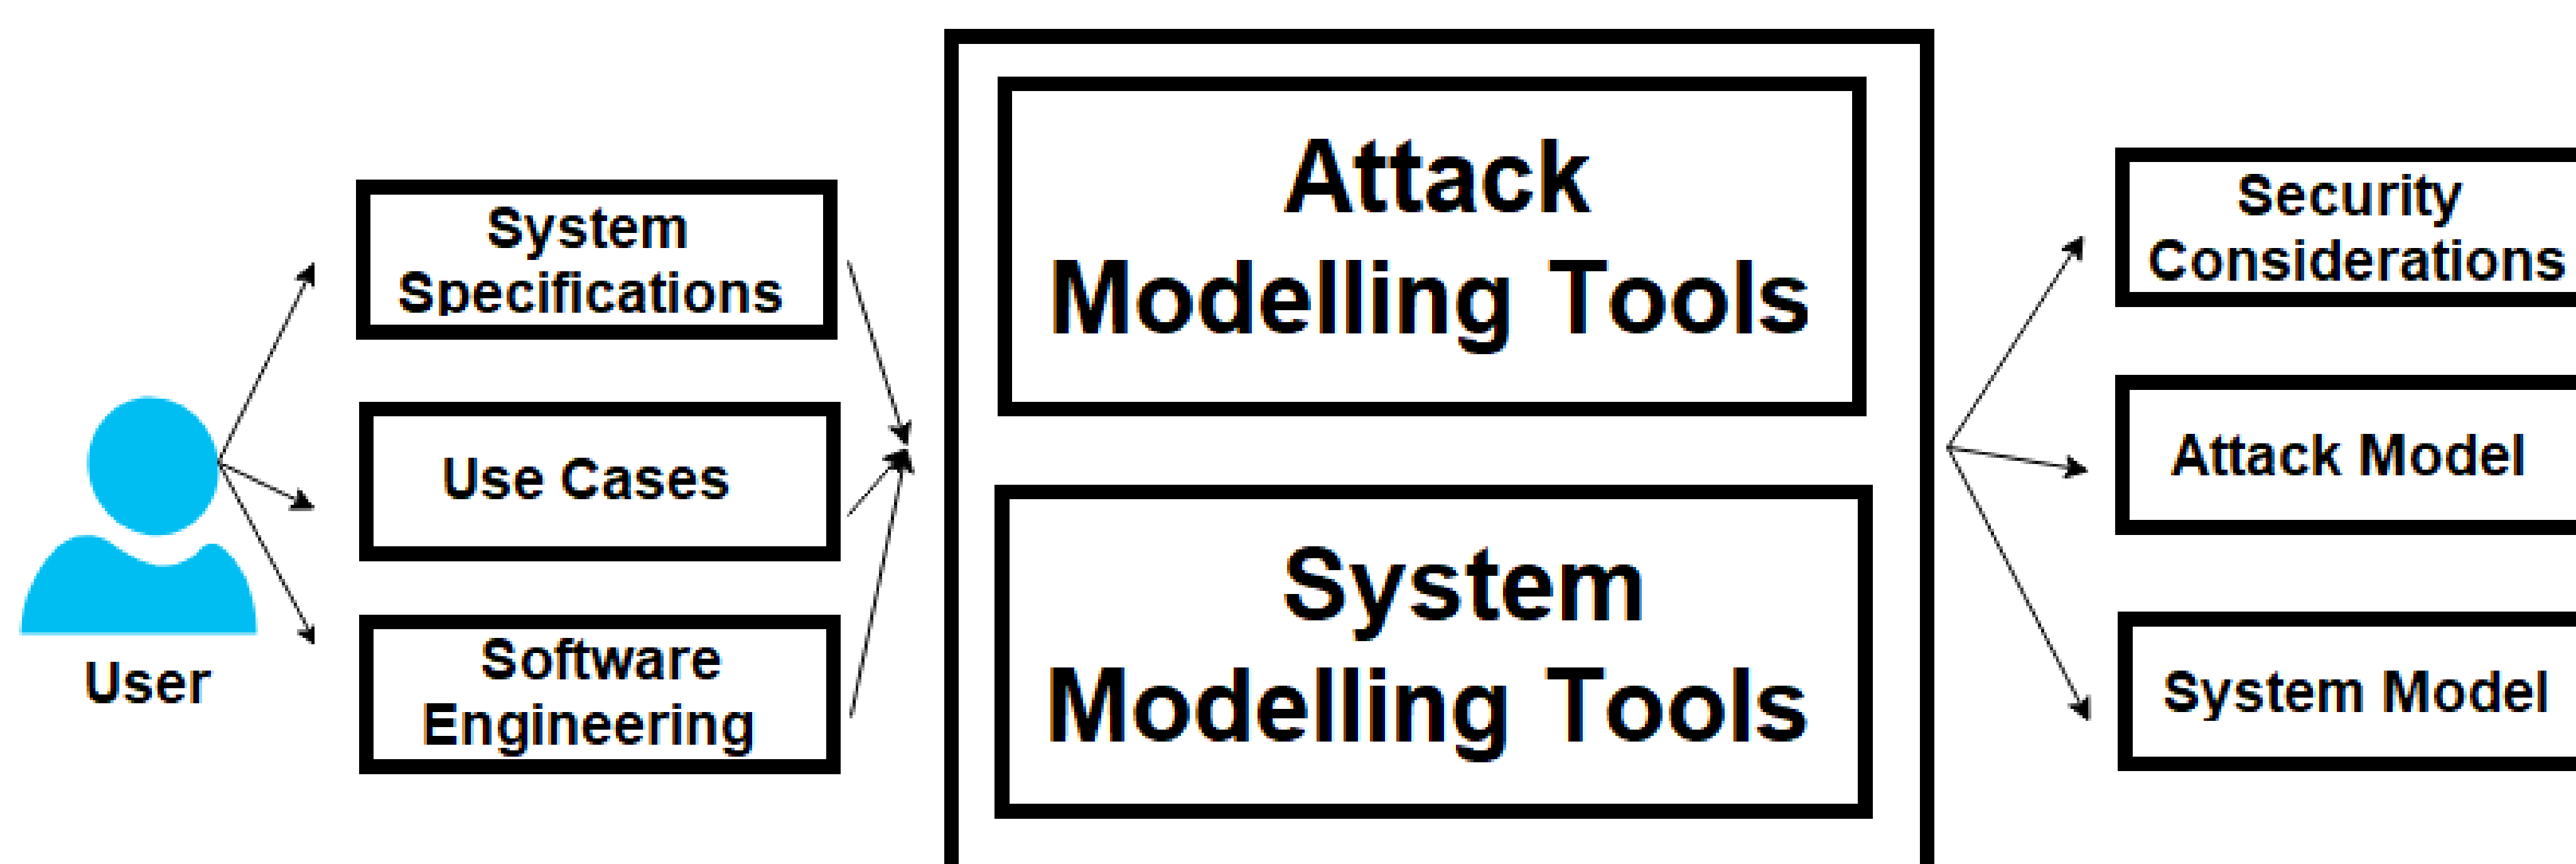 User
System
Specifications
Use Cases
Software
Engineering
Attack
Modelling Tools
System
Modelling Tools
Security
Considerations
Attack Model
System Model